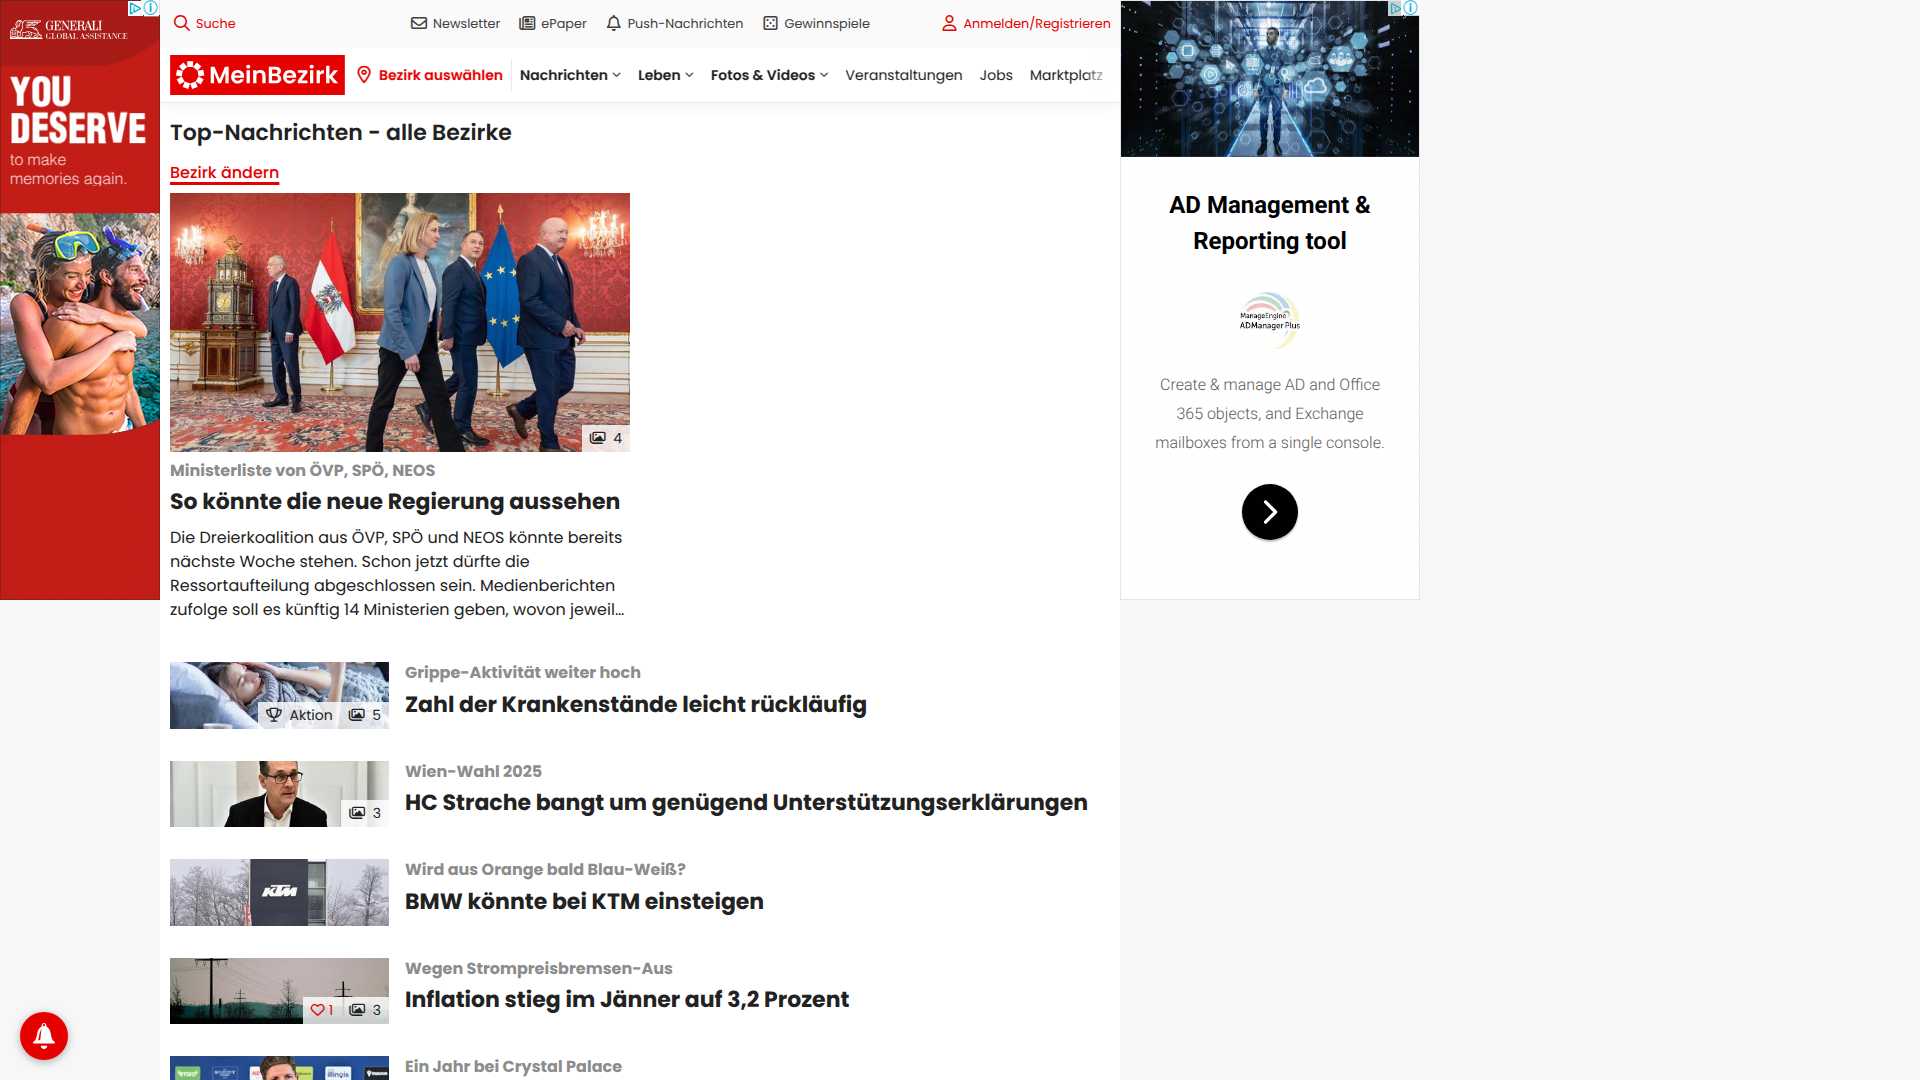 GENERALI
GLOBAL ASSISTANCE
YOU
DESERVE
to make
memories again.
Suche
Newsletter
ePaper
Push-Nachrichten
Gewinnspiele
Anmelden/Registrieren
MeinBezirk
Bezirk auswählen
Nachrichten
Leben
Fotos & Videos
Veranstaltungen
Jobs
Marktplatz
Top-Nachrichten - alle Bezirke
Bezirk ändern
4
Ministerliste von ÖVP, SPÖ, NEOS
So könnte die neue Regierung aussehen
Die Dreierkoalition aus ÖVP, SPÖ und NEOS könnte bereits
nächste Woche stehen. Schon jetzt dürfte die
Ressortaufteilung abgeschlossen sein. Medienberichten
zufolge soll es künftig 14 Ministerien geben, wovon jeweil...
Aktion 5
Grippe-Aktivität weiter hoch
Zahl der Krankenstände leicht rückläufig
3
Wien-Wahl 2025
HC Strache bangt um genügend Unterstützungserklärungen
KTM
Wird aus Orange bald Blau-Weiß?
BMW könnte bei KTM einsteigen
1 3
Wegen Strompreisbremsen-Aus
Inflation stieg im Jänner auf 3,2 Prozent
Ein Jahr bei Crystal Palace
AD Management &
Reporting tool
ManageEngine
ADManager Plus
Create & manage AD and Office
365 objects, and Exchange
mailboxes from a single console.